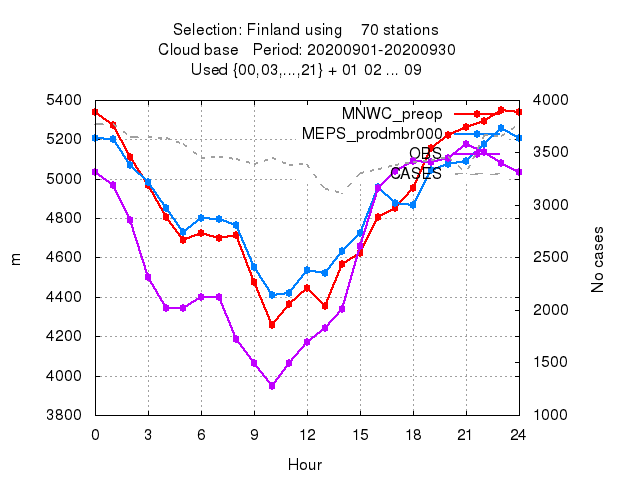 Selection: Finland using    70 stations
Cloud base   Period: 20200901-20200930
Used {00,03,...,21} + 01 02 ... 09
5400
5200
5000
4800
4600
4400
4200
4000
3800
m
4000
3500
3000
2500
2000
1500
1000
No cases
MNWC_preop
MEPS_prodmbr000
OBS
CASES
0 3 6 9 12 15 18 21 24
Hour